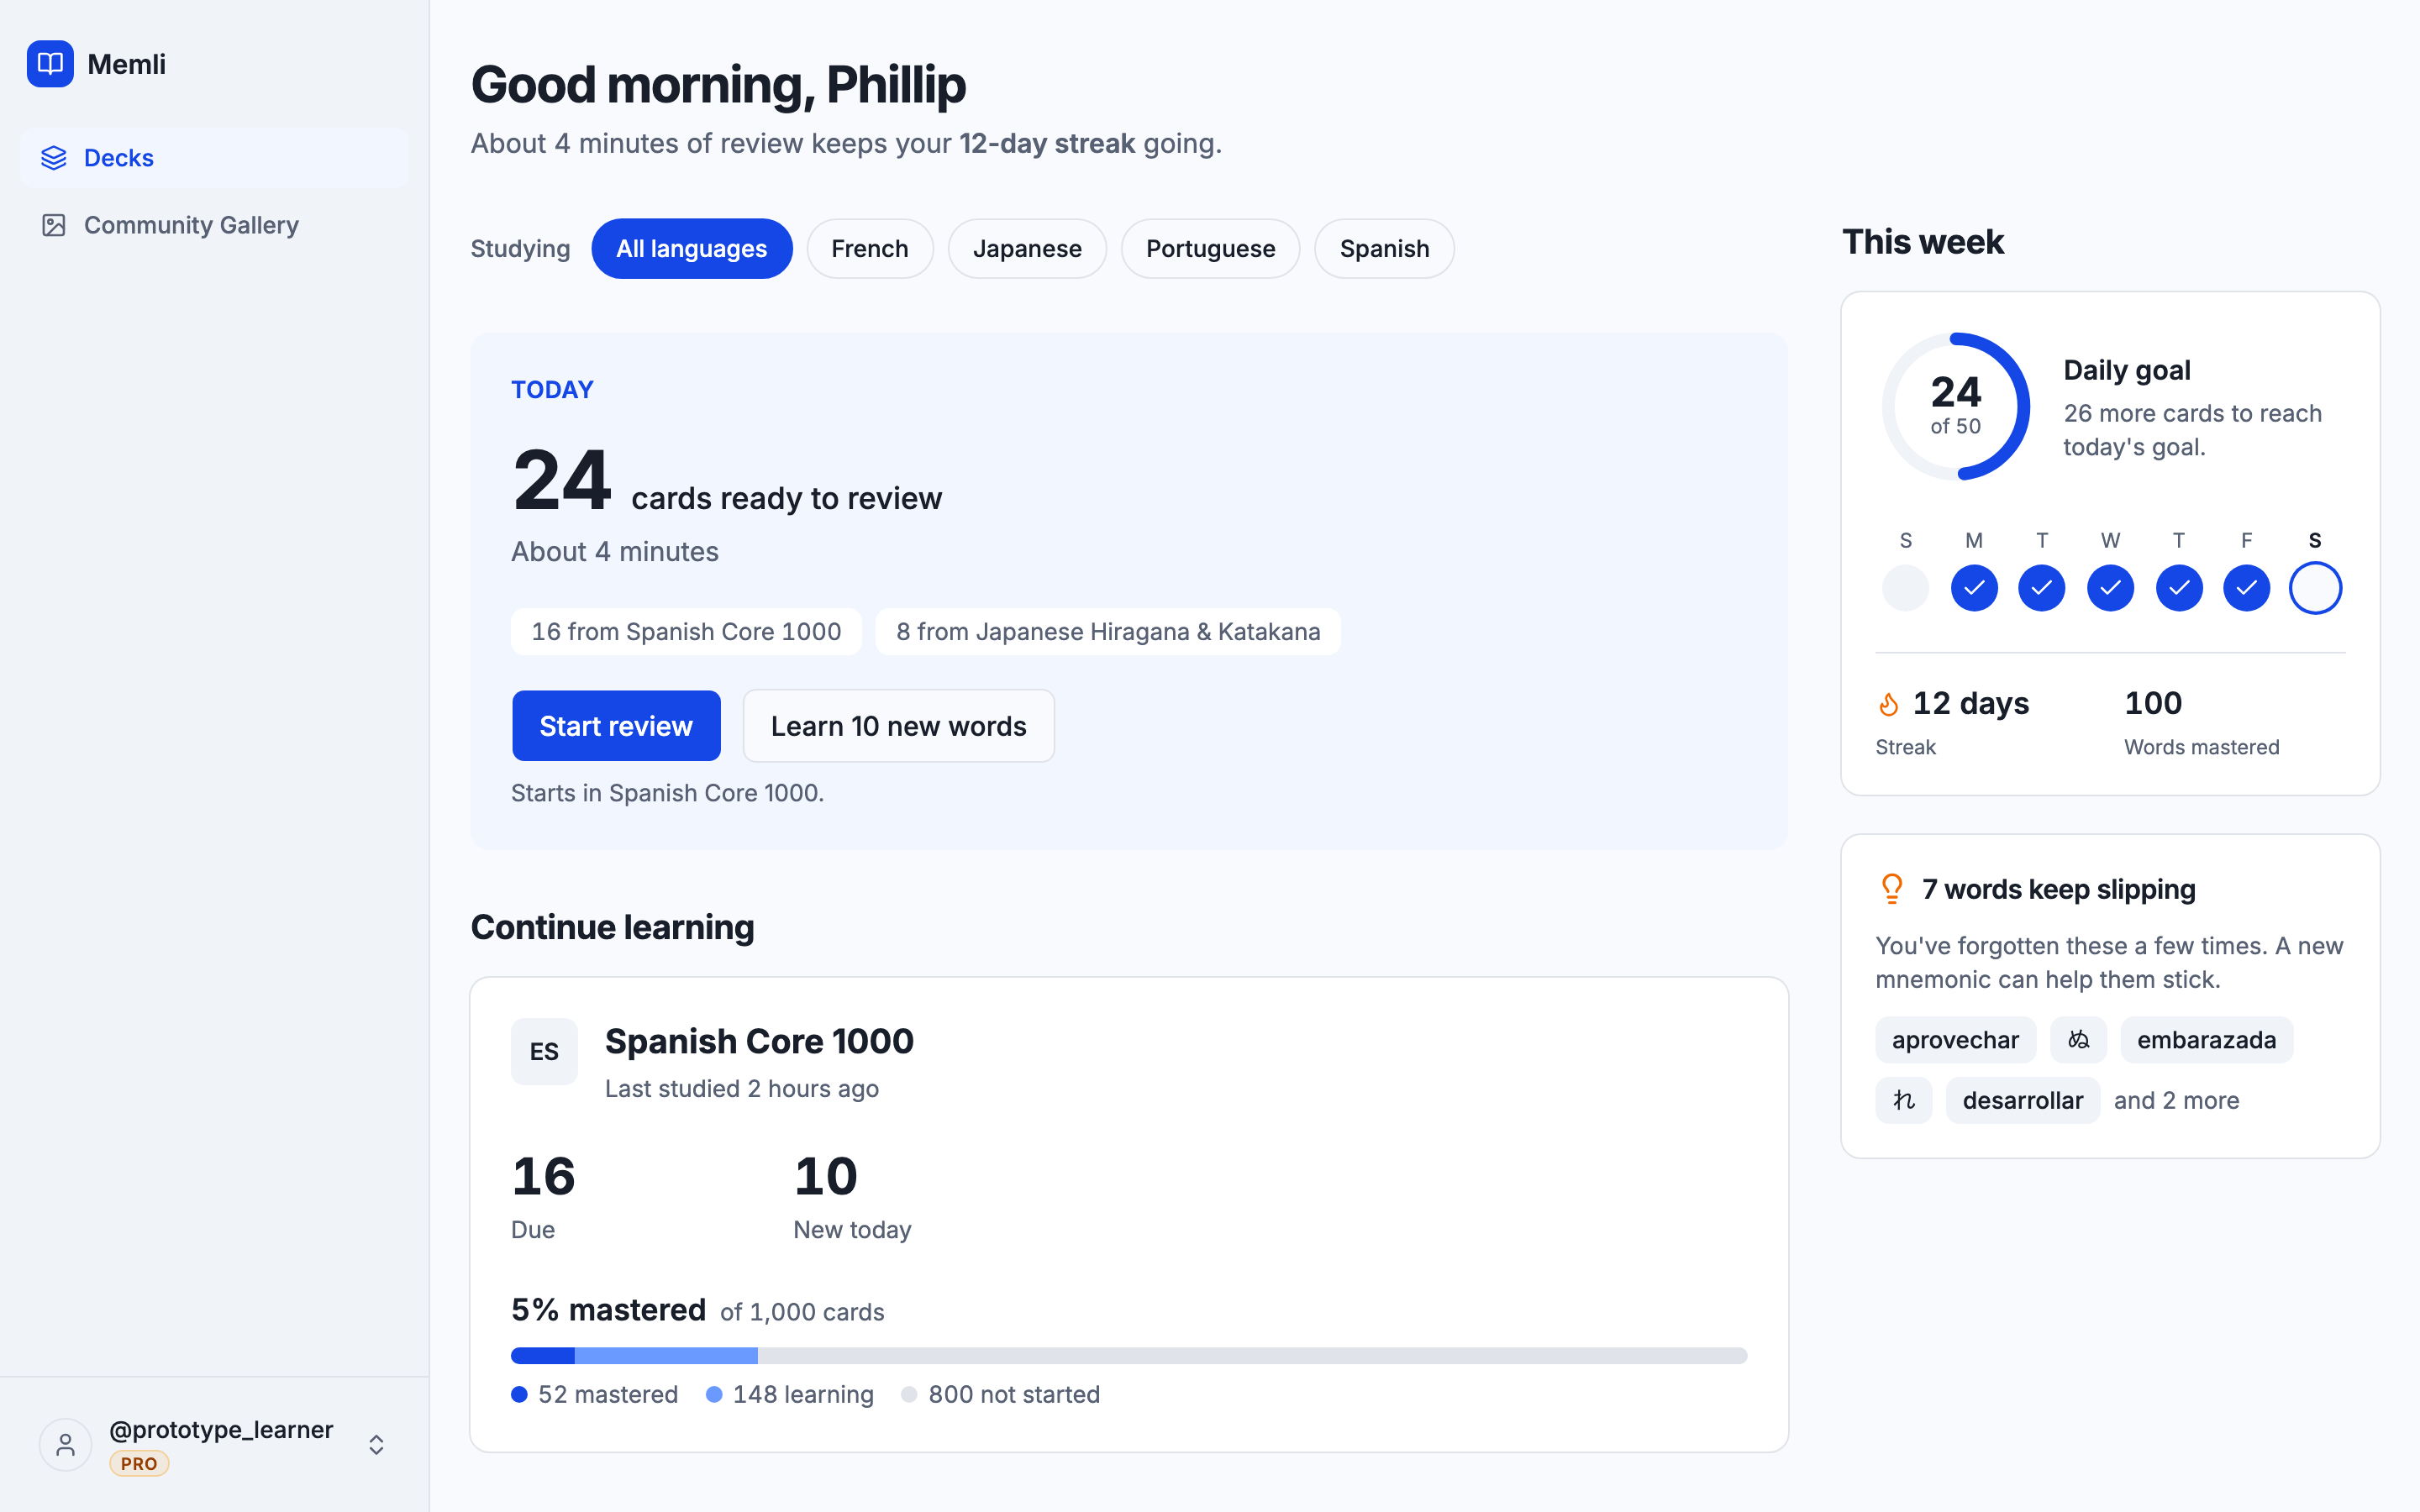 Memli
Decks
Community Gallery
@prototype_learner
PRO
Good morning, Phillip
About 4 minutes of review keeps your 12-day streak going.
Studying
All languages
French
Japanese
Portuguese
Spanish
TODAY
24 cards ready to review
About 4 minutes
16 from Spanish Core 1000
8 from Japanese Hiragana & Katakana
Start review
Learn 10 new words
Starts in Spanish Core 1000.
Continue learning
ES
Spanish Core 1000
Last studied 2 hours ago
16
Due
10
New today
5% mastered of 1,000 cards
52 mastered
148 learning
800 not started
This week
24
of 50
Daily goal
26 more cards to reach
today's goal.
S M T W T F S
12 days
Streak
100
Words mastered
7 words keep slipping
You've forgotten these a few times. A new
mnemonic can help them stick.
aprovechar
ぬ
embarazada
れ
desarrollar
and 2 more